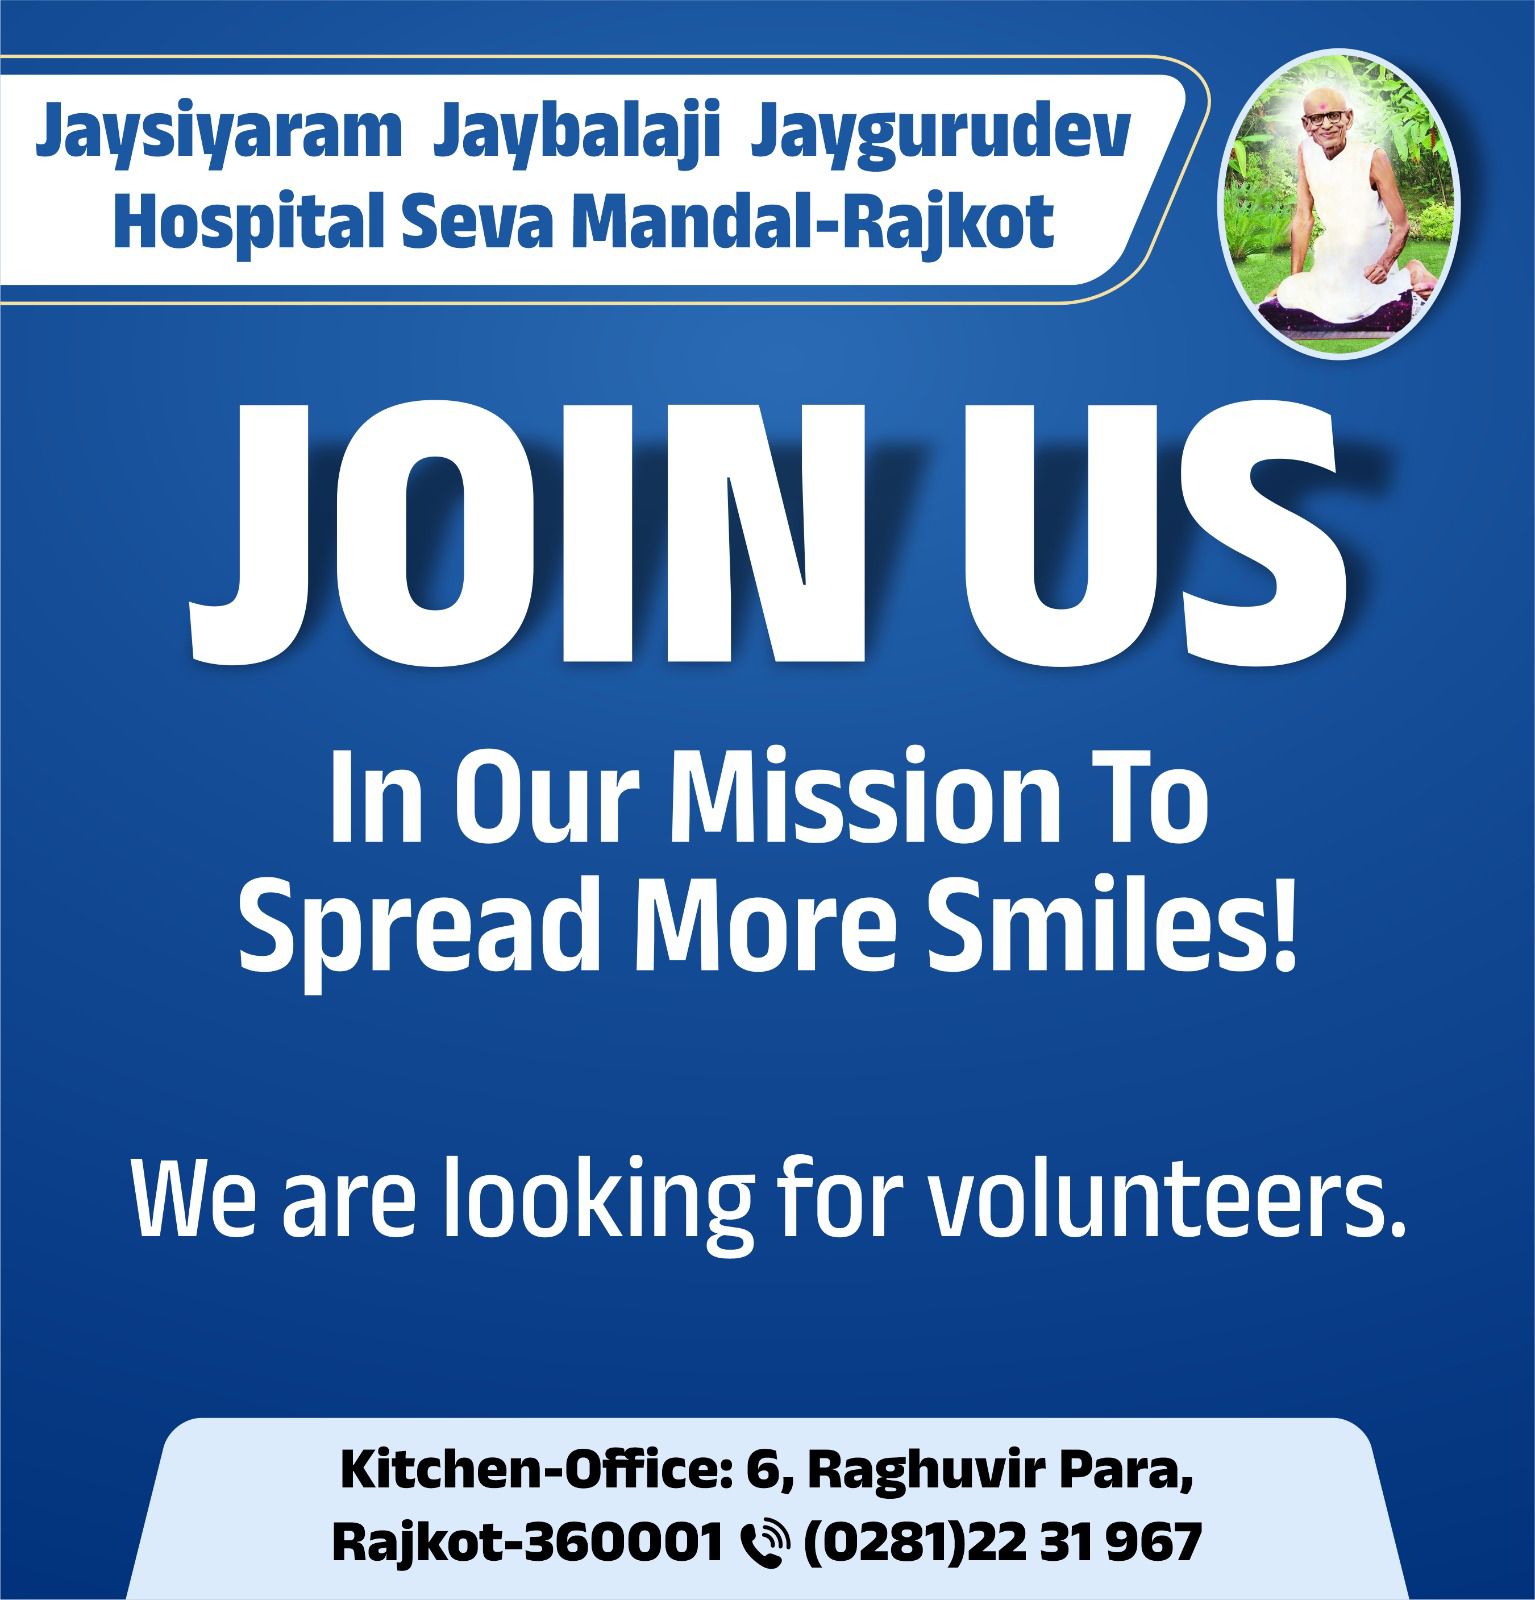 Jaysiyaram Jaybalaji Jaygurudev
Hospital Seva Mandal-Rajkot
JOIN US
In Our Mission To
Spread More Smiles!
We are looking for volunteers.
Kitchen-Office: 6, Raghuvir Para,
Rajkot-360001 (0281)22 31 967